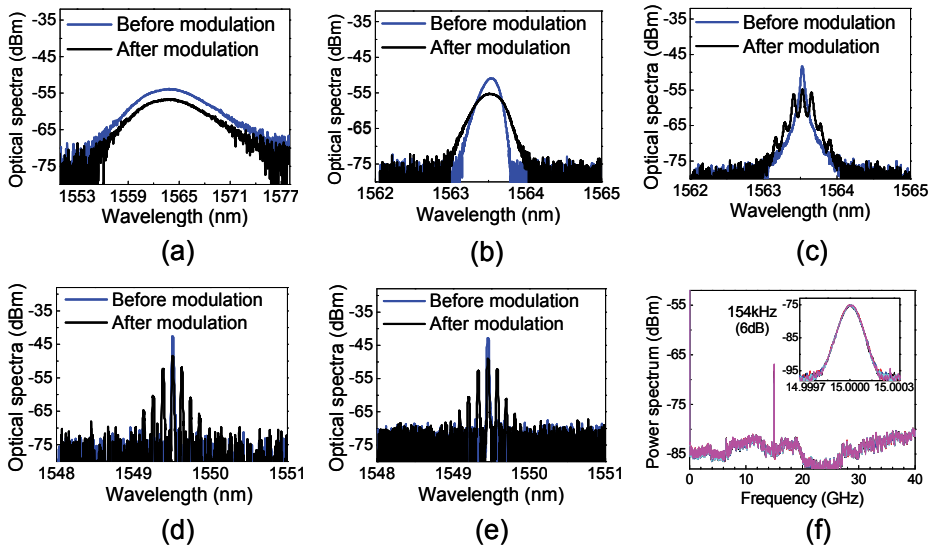 Optical spectra (dBm)
-35
-45
-55
-65
-75
Before modulation
After modulation
1553 1559 1565 1571 1577
Wavelength (nm)
(a)
Optical spectra (dBm)
-35
-45
-55
-65
-75
Before modulation
After modulation
1562 1563 1564 1565
Wavelength (nm)
(b)
Optical spectra (dBm)
-35
-45
-55
-65
-75
Before modulation
After modulation
1562 1563 1564 1565
Wavelength (nm)
(c)
Optical spectra (dBm)
-35
-45
-55
-65
-75
Before modulation
After modulation
1548 1549 1550 1551
Wavelength (nm)
(d)
Optical spectra (dBm)
-35
-45
-55
-65
-75
Before modulation
After modulation
1548 1549 1550 1551
Wavelength (nm)
(e)
Power spectrum (dBm)
-55
-65
-75
-85
154kHz
(6dB)
-75
-85
-95
14.9997 15.0000 15.0003
0 10 20 30 40
Frequency (GHz)
(f)